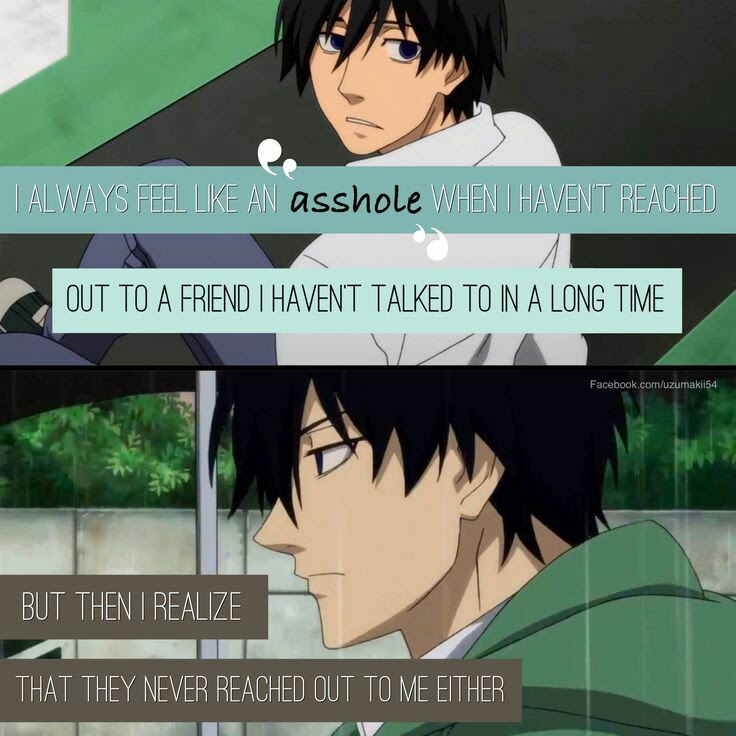 I ALWAYS FEEL LIKE AN “asshole” WHEN I HAVEN'T REACHED
OUT TO A FRIEND I HAVEN'T TALKED TO IN A LONG TIME
Facebook.com/uzumakii54
BUT THEN I REALIZE
THAT THEY NEVER REACHED OUT TO ME EITHER